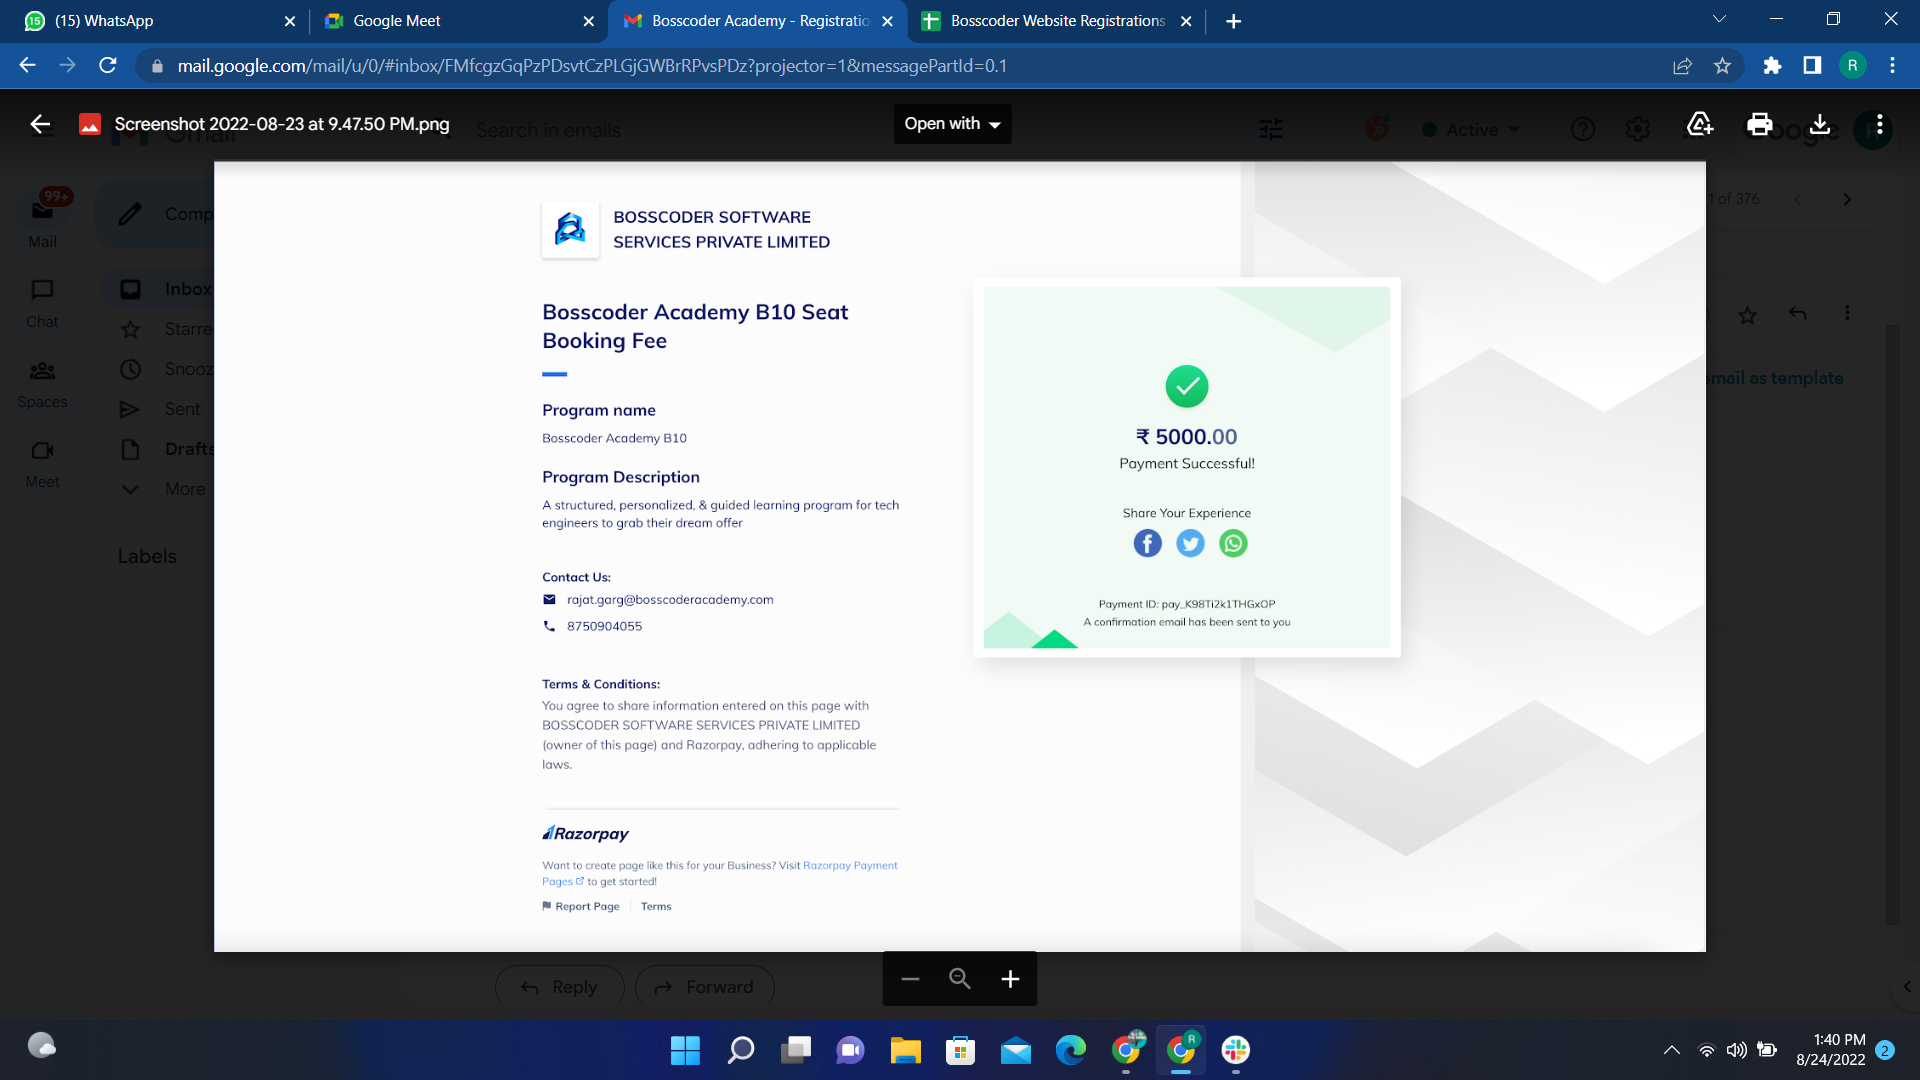 (15) WhatsApp
Google Meet
Bosscoder Academy - Registratio
Bosscoder Website Registrations
mail.google.com/mail/u/0/#inbox/FMfcgzGqPzPDsvtCzPLGjGWBrRPvsPDz?projector=1&messagePartId=0.1
R
Screenshot 2022-08-23 at 9.47.50 PM.png
Search in emails
Open with
Active
99+
Mail
Comp
1 of 376
Inbox
Chat
Starre
Snooz
Spaces
Sent
Drafts
Meet
More
Labels
email as template
BOSSCODER SOFTWARE
SERVICES PRIVATE LIMITED
Bosscoder Academy B10 Seat
Booking Fee
Program name
Bosscoder Academy B10
Program Description
A structured, personalized, & guided learning program for tech
engineers to grab their dream offer
Contact Us:
rajat.garg@bosscoderacademy.com
8750904055
Terms & Conditions:
You agree to share information entered on this page with
BOSSCODER SOFTWARE SERVICES PRIVATE LIMITED
(owner of this page) and Razorpay, adhering to applicable
laws.
Razorpay
Want to create page like this for your Business? Visit Razorpay Payment
Pages to get started!
Report Page
Terms
₹ 5000.00
Payment Successful!
Share Your Experience
Payment ID: pay_K98Ti2k1THGxOP
A confirmation email has been sent to you
Reply
Forward
1:40 PM
8/24/2022
2